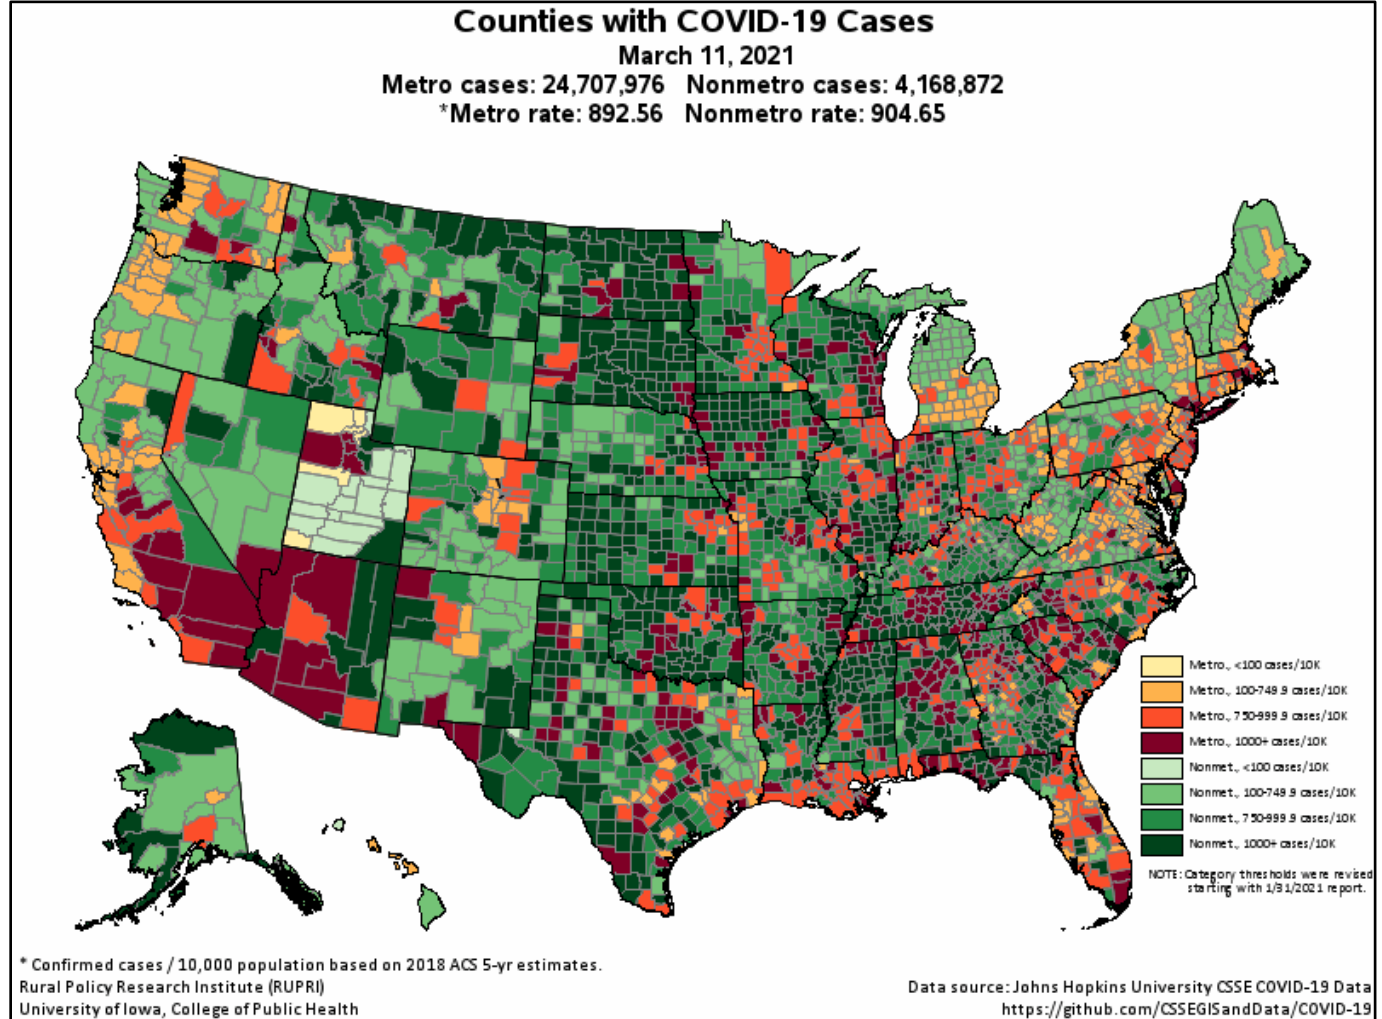 Counties with COVID-19 Cases
March 11, 2021
Metro cases: 24,707,976 Nonmetro cases: 4,168,872
*Metro rate: 892.56 Nonmetro rate: 904.65
Metro., <100 cases/10K
Metro., 100-749.9 cases/10K
Metro., 750-999.9 cases/10K
Metro., 1000+ cases/10K
Nonmet., <100 cases/10K
Nonmet., 100-749.9 cases/10K
Nonmet., 750-999.9 cases/10K
Nonmet., 1000+ cases/10K
NOTE: Category thresholds were revised
starting with 1/31/2021 report.
* Confirmed cases / 10,000 population based on 2018 ACS 5-yr estimates.
Rural Policy Research Institute (RUPRI)
University of Iowa, College of Public Health
Data source: Johns Hopkins University CSSE COVID-19 Data
https://github.com/CSSEGISandData/COVID-19